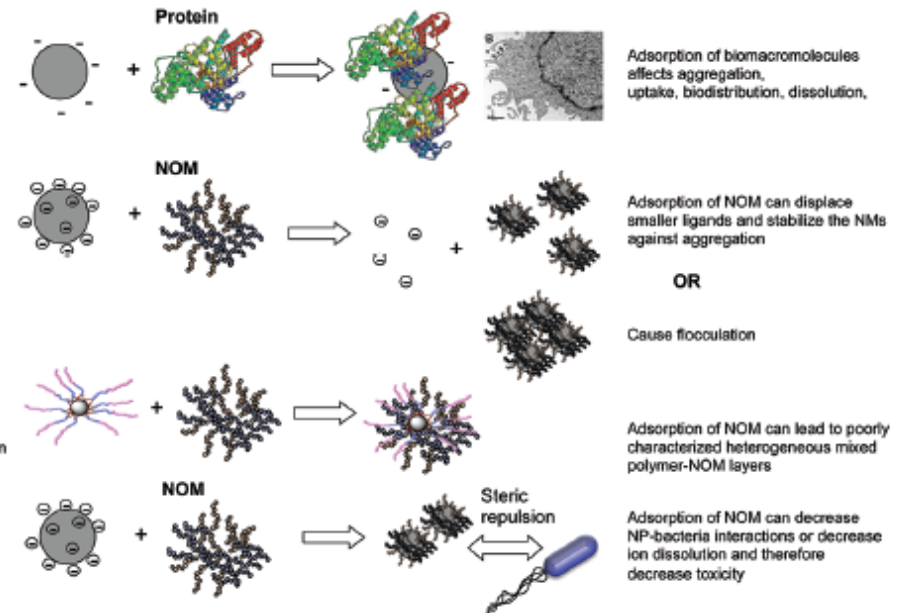 Protein
+
Adsorption of biomacromolecules
affects aggregation,
uptake, biodistribution, dissolution,
NOM
+
+
Adsorption of NOM can displace
smaller ligands and stabilize the NMs
against aggregation
OR
Cause flocculation
+
n
Adsorption of NOM can lead to poorly
characterized heterogeneous mixed
polymer-NOM layers
NOM
+
Steric
repulsion
Adsorption of NOM can decrease
NP-bacteria interactions or decrease
ion dissolution and therefore
decrease toxicity